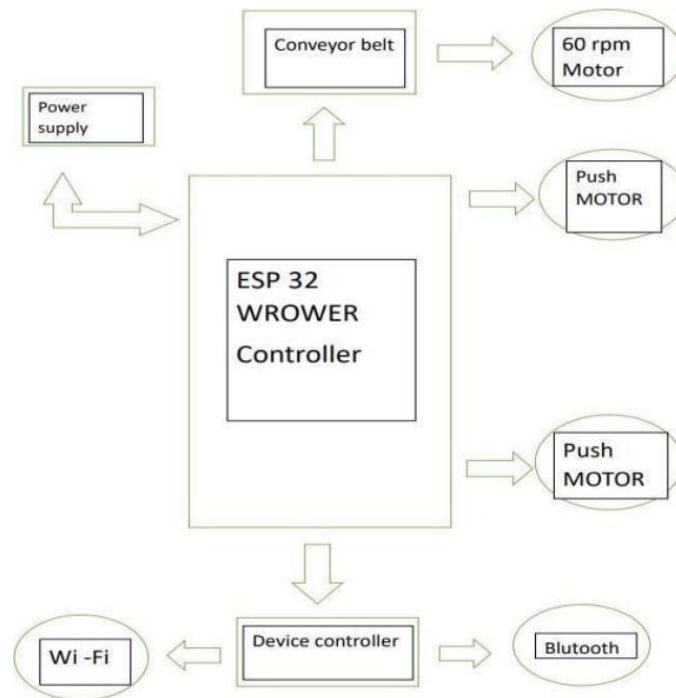 Conveyor belt
60 rpm
Motor
Power
supply
Push
MOTOR
ESP 32
WROWER
Controller
Push
MOTOR
Device controller
Wi -Fi
Blutooth